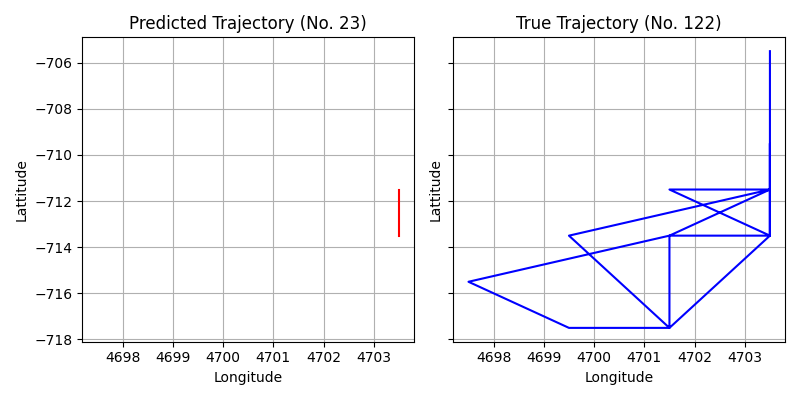 Predicted Trajectory (No. 23)
True Trajectory (No. 122)
−706
−708
−710
−712
−714
−716
−718
Lattitude
Lattitude
4698 4699 4700 4701 4702 4703
4698 4699 4700 4701 4702 4703
Longitude
Longitude